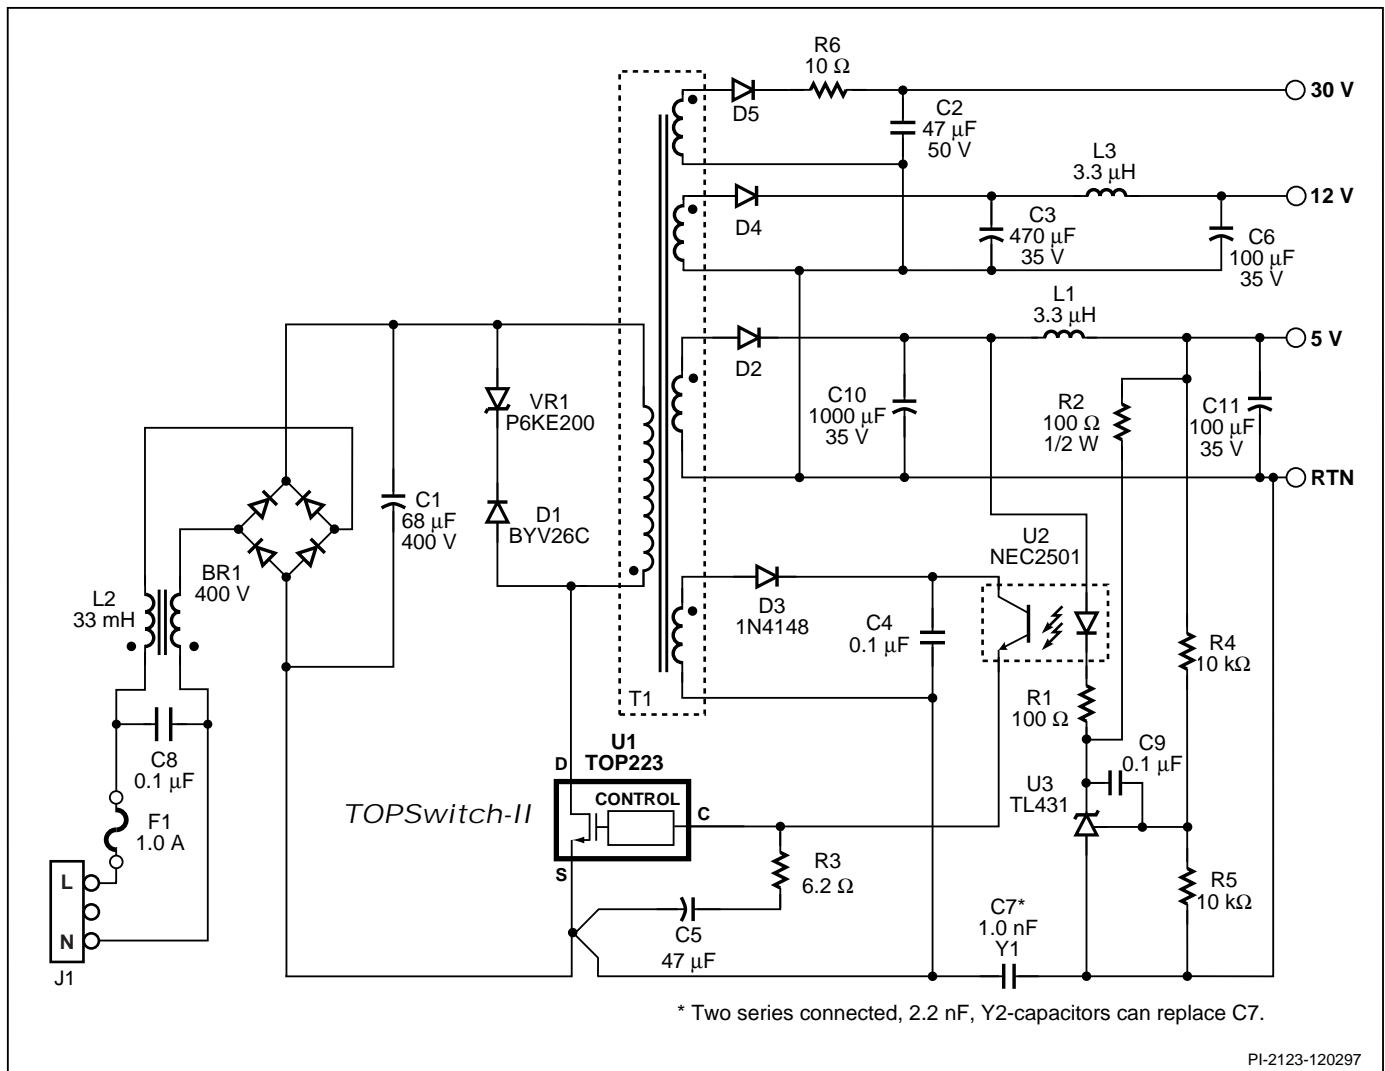 R6
10 Ω
30 V
D5
C2
47 µF
50 V
L3
3.3 µH
12 V
D4
C3
470 µF
35 V
C6
100 µF
35 V
L1
3.3 µH
5 V
D2
VR1
P6KE200
C10
1000 µF
35 V
R2
100 Ω
1/2 W
C11
100 µF
35 V
RTN
C1
68 µF
400 V
D1
BYV26C
U2
NEC2501
BR1
400 V
L2
33 mH
D3
1N4148
C4
0.1 µF
R4
10 kΩ
T1
R1
100 Ω
C8
0.1 µF
U1
TOP223
D
CONTROL
C
S
TOPSwitch-II
C9
0.1 µF
U3
TL431
F1
1.0 A
R3
6.2 Ω
L
N
J1
C5
47 µF
C7*
1.0 nF
Y1
R5
10 kΩ
* Two series connected, 2.2 nF, Y2-capacitors can replace C7.
PI-2123-120297